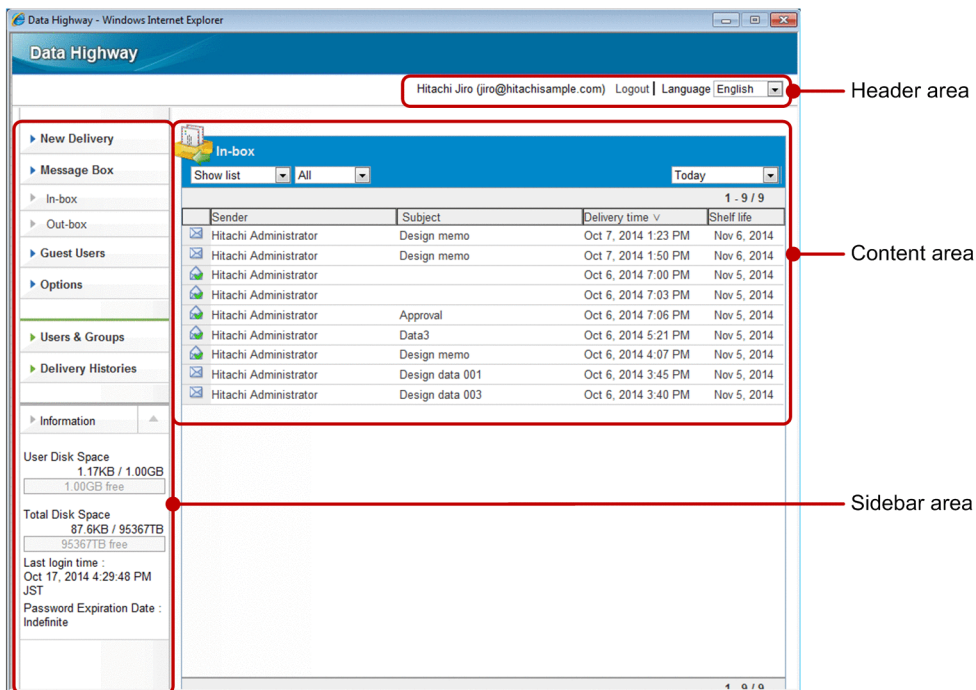 Data Highway - Windows Internet Explorer
Data Highway
Hitachi Jiro (jiro@hitachisample.com) Logout | Language English
Header area
New Delivery
Message Box
In-box
Out-box
Guest Users
Options
Users & Groups
Delivery Histories
Information
User Disk Space
1.17KB / 1.00GB
1.00GB free
Total Disk Space
87.6KB / 95367TB
95367TB free
Last login time :
Oct 17, 2014 4:29:48 PM
JST
Password Expiration Date :
Indefinite
In-box
Show list All Today
1 - 9 / 9
Sender Subject Delivery time ∨ Shelf life
Hitachi Administrator Design memo Oct 7, 2014 1:23 PM Nov 6, 2014
Hitachi Administrator Design memo Oct 7, 2014 1:50 PM Nov 6, 2014
Hitachi Administrator Oct 6, 2014 7:00 PM Nov 5, 2014
Hitachi Administrator Oct 6, 2014 7:03 PM Nov 5, 2014
Hitachi Administrator Approval Oct 6, 2014 7:06 PM Nov 5, 2014
Hitachi Administrator Data3 Oct 6, 2014 5:21 PM Nov 5, 2014
Hitachi Administrator Design memo Oct 6, 2014 4:07 PM Nov 5, 2014
Hitachi Administrator Design data 001 Oct 6, 2014 3:45 PM Nov 5, 2014
Hitachi Administrator Design data 003 Oct 6, 2014 3:40 PM Nov 5, 2014
1 - 9 / 9
Content area
Sidebar area